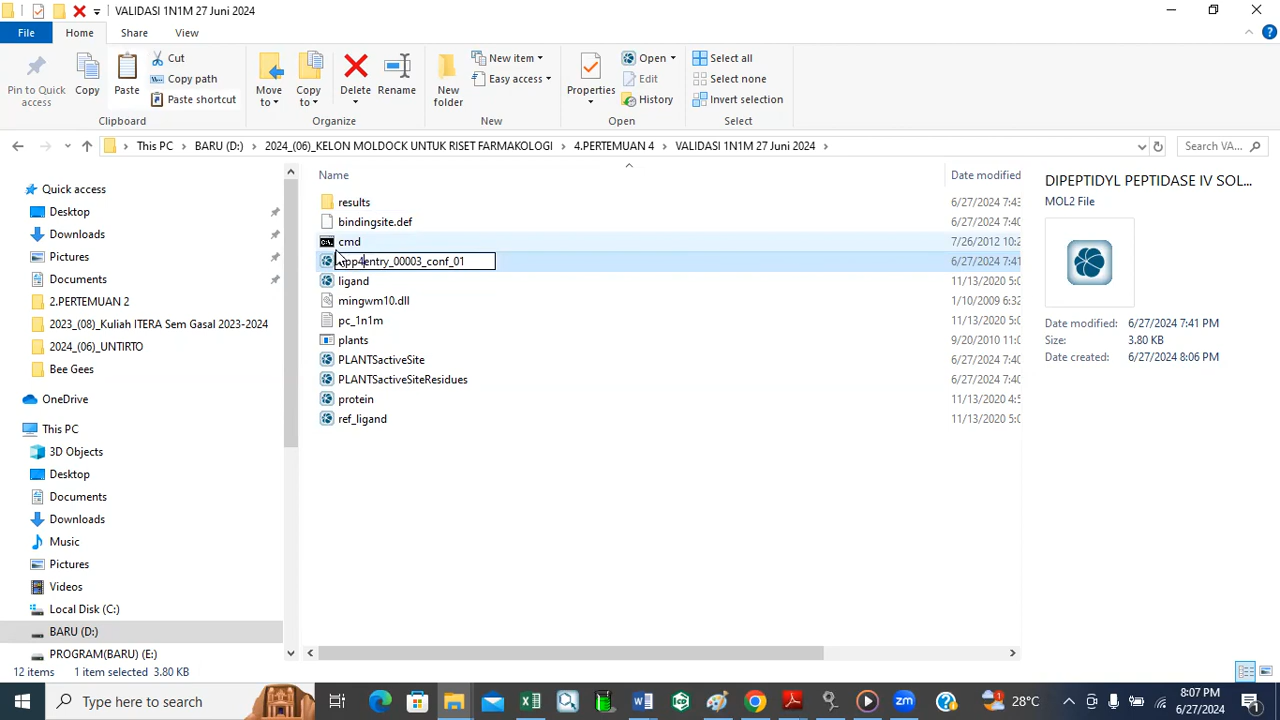 VALIDASI 1N1M 27 Juni 2024
File
Home
Share
View
Pin to Quick access
Copy
Paste
Cut
Copy path
Paste shortcut
Clipboard
Move to
Copy to
Delete
Rename
Organize
New folder
New item
Easy access
New
Properties
Open
Edit
History
Open
Select all
Select none
Invert selection
Select
This PC > BARU (D:) > 2024_(06)_KELON MOLDOCK UNTUK RISET FARMAKOLOGI > 4.PERTEMUAN 4 > VALIDASI 1N1M 27 Juni 2024 >
Search VA...
Quick access
Desktop
Downloads
Pictures
Documents
2.PERTEMUAN 2
2023_(08)_Kuliah ITERA Sem Gasal 2023-2024
2024_(06)_UNTIRTO
Bee Gees
OneDrive
This PC
3D Objects
Desktop
Documents
Downloads
Music
Pictures
Videos
Local Disk (C:)
BARU (D:)
PROGRAM(BARU) (E:)
Name
Date modified
results 6/27/2024 7:43
bindingsite.def 6/27/2024 7:40
cmd 7/26/2012 10:2
pp4entry_00003_conf_01 6/27/2024 7:41
ligand 11/13/2020 5:0
mingwm10.dll 1/10/2009 6:32
pc_1n1m 11/13/2020 5:0
plants 9/20/2010 11:0
PLANTSactiveSite 6/27/2024 7:40
PLANTSactiveSiteResidues 6/27/2024 7:40
protein 11/13/2020 4:5
ref_ligand 11/13/2020 5:0
DIPEPTIDYL PEPTIDASE IV SOL...
MOL2 File
Date modified: 6/27/2024 7:41 PM
Size: 3.80 KB
Date created: 6/27/2024 8:06 PM
12 items
1 item selected 3.80 KB
Type here to search
28°C
8:07 PM
6/27/2024
1